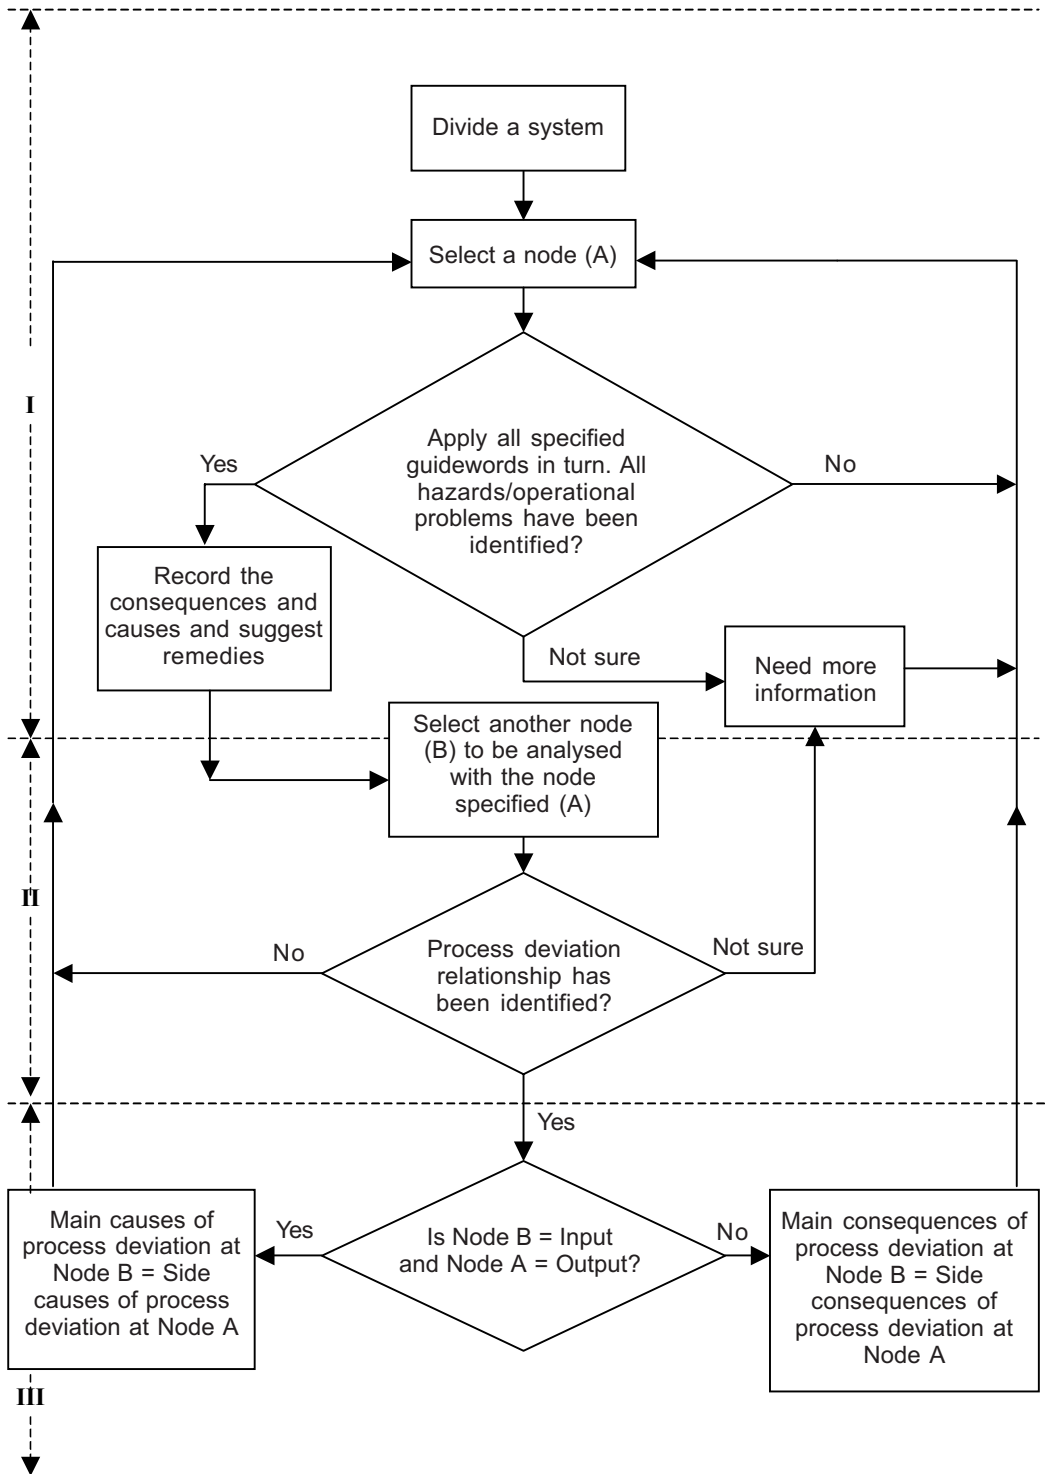 Divide a system
Select a node (A)
I
Apply all specified
guidewords in turn. All
hazards/operational
problems have been
identified?
Yes
No
Record the
consequences and
causes and suggest
remedies
Not sure
Need more
information
Select another node
(B) to be analysed
with the node
specified (A)
II
No
Process deviation
relationship has
been identified?
Not sure
Yes
Main causes of
process deviation at
Node B = Side
causes of process
deviation at Node A
Yes
Is Node B = Input
and Node A = Output?
No
Main consequences of
process deviation at
Node B = Side
consequences of
process deviation at
Node A
III